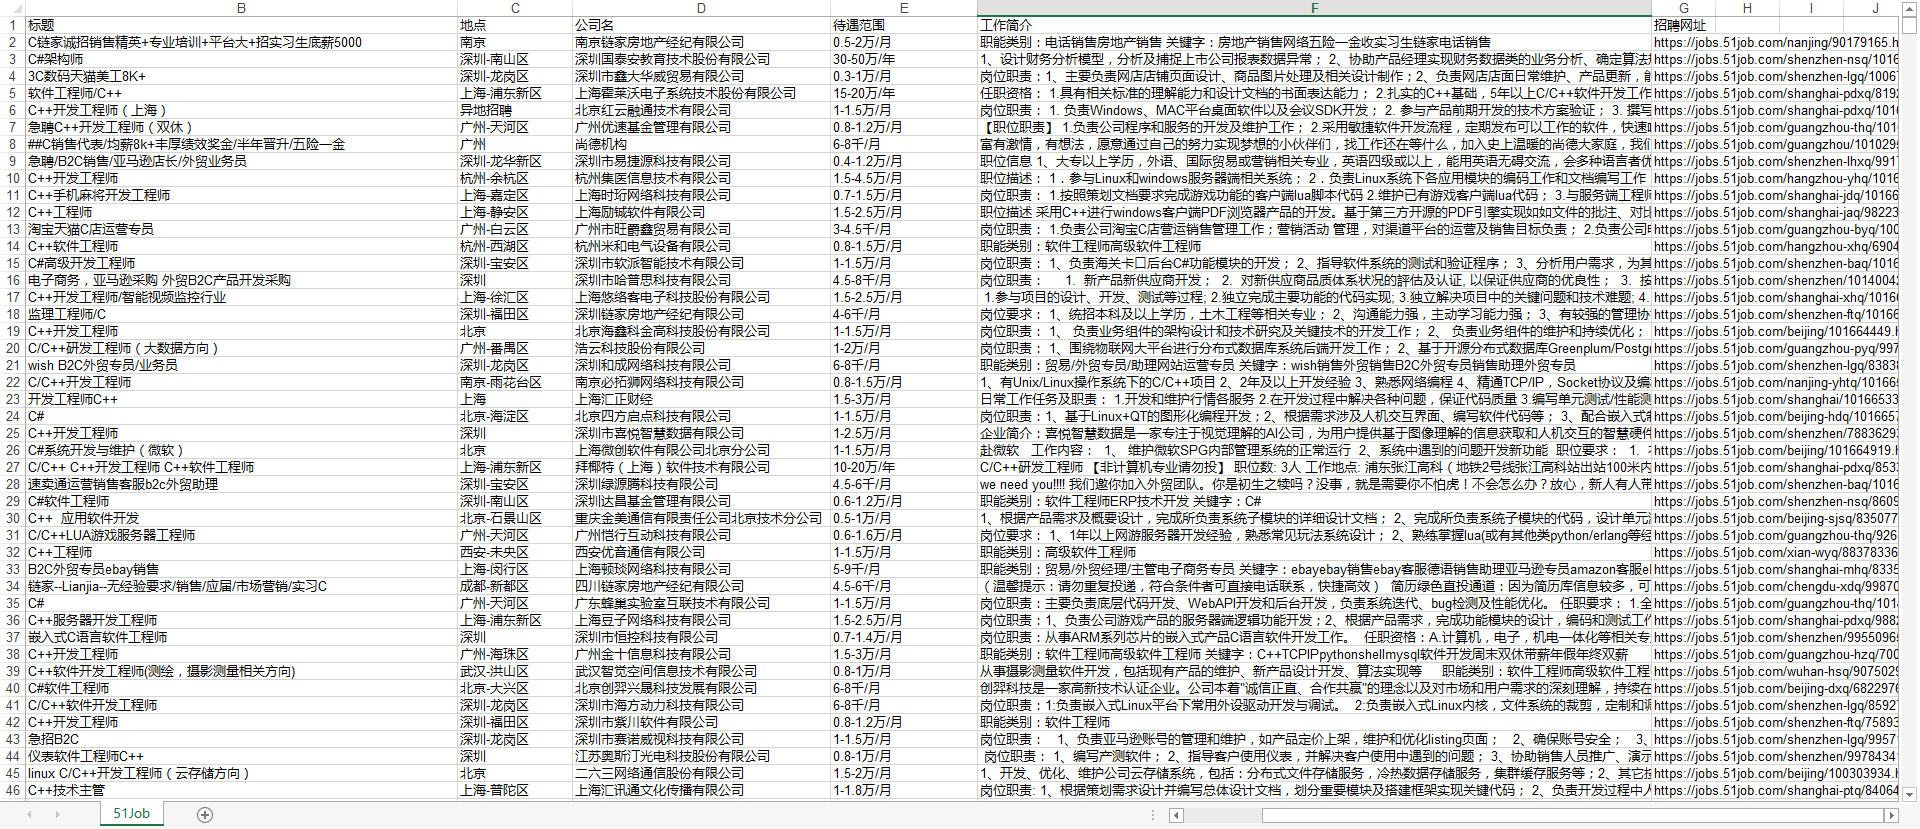 B C D E F G H I J
1 标题 地点 公司名 待遇范围 工作简介 招聘网址
2 C链家诚招销售精英+专业培训+平台大+招实习生底薪5000 南京 南京链家房地产经纪有限公司 0.5-2万/月 职能类别：电话销售房地产销售 关键字：房地产销售网络五险一金收实习生链家电话销售 https://jobs.51job.com/nanjing/90179165.h
3 C#架构师 深圳-南山区 深圳国泰安教育技术股份有限公司 30-50万/年 1、设计财务分析模型，分析及捕捉上市公司报表数据异常； 2、协助产品经理实现财务数据类的业务分析、确定算法规 https://jobs.51job.com/shenzhen-nsq/1016
4 3C数码天猫美工8K+ 深圳-龙岗区 深圳市鑫大华威贸易有限公司 0.3-1万/月 岗位职责：1、主要负责网店店铺页面设计、商品图片处理及相关设计制作；2、负责网店店面日常维护、产品更新，能 https://jobs.51job.com/shenzhen-lgq/1006
5 软件工程师/C++ 上海-浦东新区 上海霍莱沃电子系统技术股份有限公司 15-20万/年 任职资格： 1.具有相关标准的理解能力和设计文档的书面表达能力； 2.扎实的C++基础，5年以上C/C++软件开发工作 https://jobs.51job.com/shanghai-pdxq/819
6 C++开发工程师（上海） 异地招聘 北京红云融通技术有限公司 1-1.5万/月 岗位职责： 1. 负责Windows、MAC平台桌面软件以及会议SDK开发； 2. 参与产品前期开发的技术方案验证； 3. 撰写 https://jobs.51job.com/shanghai-pdxq/101
7 急聘C++开发工程师（双休） 广州-天河区 广州优速基金管理有限公司 0.8-1.2万/月 【职位职责】 1.负责公司程序和服务的开发及维护工作； 2.采用敏捷软件开发流程，定期发布可以工作的软件，快速响 https://jobs.51job.com/guangzhou-thq/101
8 ##C销售代表/均薪8k+丰厚绩效奖金/半年晋升/五险一金 广州 尚德机构 6-8千/月 富有激情，有想法，愿意通过自己的努力实现梦想的小伙伴们，找工作还在等什么，加入史上温暖的尚德大家庭，我们 https://jobs.51job.com/guangzhou/101029
9 急聘/B2C销售/亚马逊店长/外贸业务员 深圳-龙华新区 深圳市易捷源科技有限公司 0.4-1.2万/月 职位信息 1、大专以上学历，外语、国际贸易或营销相关专业，英语四级或以上，能用英语无碍交流，会多种语言者优 https://jobs.51job.com/shenzhen-lhxq/991
10 C++开发工程师 杭州-余杭区 杭州集医信息技术有限公司 1.5-4.5万/月 职位描述： 1．参与Linux和windows服务器端相关系统； 2．负责Linux系统下各应用模块的编码工作和文档编写工作 https://jobs.51job.com/hangzhou-yhq/1016
11 C++手机麻将开发工程师 上海-嘉定区 上海时珩网络科技有限公司 0.7-1.5万/月 岗位职责： 1.按照策划文档要求完成游戏功能的客户端lua脚本代码 2.维护已有游戏客户端lua代码； 3.与服务端工程师 https://jobs.51job.com/shanghai-jdq/10166
12 C++工程师 上海-静安区 上海励铖软件有限公司 1.5-2.5万/月 职位描述 采用C++进行windows客户端PDF浏览器产品的开发。基于第三方开源的PDF引擎实现如如文件的批注、对比 https://jobs.51job.com/shanghai-jaq/98223
13 淘宝天猫C店运营专员 广州-白云区 广州市旺爵鑫贸易有限公司 3-4.5千/月 岗位职责： 1.负责公司淘宝C店营运销售管理工作；营销活动 管理，对渠道平台的运营及销售目标负责； 2.负责公司电 https://jobs.51job.com/guangzhou-byq/100
14 C++软件工程师 杭州-西湖区 杭州米和电气设备有限公司 0.8-1.5万/月 职能类别：软件工程师高级软件工程师 https://jobs.51job.com/hangzhou-xhq/6904
15 C#高级开发工程师 深圳-宝安区 深圳市软派智能技术有限公司 1-1.5万/月 岗位职责： 1、负责海关卡口后台C#功能模块的开发； 2、指导软件系统的测试和验证程序； 3、分析用户需求，为其 https://jobs.51job.com/shenzhen-baq/1016
16 电子商务，亚马逊采购 外贸B2C产品开发采购 深圳 深圳市哈普思科技有限公司 4.5-8千/月 岗位职责： 1. 新产品新供应商开发； 2. 对新供应商品质体系状况的评估及认证, 以保证供应商的优良性； 3. 按 https://jobs.51job.com/shenzhen/10140042
17 C++开发工程师/智能视频监控行业 上海-徐汇区 上海悠络客电子科技股份有限公司 1.5-2.5万/月 1.参与项目的设计、开发、测试等过程; 2.独立完成主要功能的代码实现; 3.独立解决项目中的关键问题和技术难题; 4. https://jobs.51job.com/shanghai-xhq/1016
18 监理工程师/C 深圳-福田区 深圳链家房地产经纪有限公司 4-6千/月 岗位要求： 1、统招本科及以上学历，土木工程等相关专业； 2、沟通能力强，主动学习能力强； 3、有较强的管理协 https://jobs.51job.com/shenzhen-ftq/10166
19 C++开发工程师 北京 北京海鑫科金高科技股份有限公司 1-1.5万/月 岗位职责： 1、 负责业务组件的架构设计和技术研究及关键技术的开发工作； 2、 负责业务组件的维护和持续优化； https://jobs.51job.com/beijing/101664449.h
20 C/C++研发工程师（大数据方向） 广州-番禺区 浩云科技股份有限公司 1-2万/月 岗位职责： 1、围绕物联网大平台进行分布式数据库系统后端开发工作； 2、基于开源分布式数据库Greenplum/Postgr https://jobs.51job.com/guangzhou-pyq/997
21 wish B2C外贸专员/业务员 深圳-龙岗区 深圳和成网络科技有限公司 6-8千/月 职能类别：贸易/外贸专员/助理网站运营专员 关键字：wish销售外贸销售B2C外贸专员销售助理外贸专员 https://jobs.51job.com/shenzhen-lgq/83838
22 C/C++开发工程师 南京-雨花台区 南京必拓狮网络科技有限公司 0.8-1.5万/月 1、有Unix/Linux操作系统下的C/C++项目 2、2年及以上开发经验 3、熟悉网络编程 4、精通TCP/IP，Socket协议及编 https://jobs.51job.com/nanjing-yhtq/10166
23 开发工程师C++ 上海 上海汇正财经 1.5-3万/月 日常工作任务及职责： 1.开发和维护行情各服务 2.在开发过程中解决各种问题，保证代码质量 3.编写单元测试/性能测 https://jobs.51job.com/shanghai/10166533
24 C# 北京-海淀区 北京四方启点科技有限公司 1-1.5万/月 岗位职责：1、基于Linux+QT的图形化编程开发；2、根据需求涉及人机交互界面、编写软件代码等； 3、配合嵌入式制 https://jobs.51job.com/beijing-hdq/101657
25 C++开发工程师 深圳 深圳市喜悦智慧数据有限公司 1-2.5万/月 企业简介：喜悦智慧数据是一家专注于视觉理解的AI公司，为用户提供基于图像理解的信息获取和人机交互的智慧硬件 https://jobs.51job.com/shenzhen/7883629
26 C#系统开发与维护（微软） 北京 上海微创软件有限公司北京分公司 1-1.5万/月 赴微软 工作内容： 1、 维护微软SPG内部管理系统的正常运行 2、系统中遇到的问题开发新功能 职位要求： 1. 本 https://jobs.51job.com/beijing/101664919.h
27 C/C++ C++开发工程师 C++软件工程师 上海-浦东新区 拜椰特（上海）软件技术有限公司 10-20万/年 C/C++研发工程师 【非计算机专业请勿投】 职位数: 3人 工作地点: 浦东张江高科（地铁2号线张江高科站出站100米内 https://jobs.51job.com/shanghai-pdxq/853
28 速卖通运营销售客服b2c外贸助理 深圳-宝安区 深圳绿源腾科技有限公司 4.5-6千/月 we need you!!!! 我们邀你加入外贸团队。你是初生之犊吗？没事，就是需要你不怕虎！不会怎么办？放心，新人有人带 https://jobs.51job.com/shenzhen-baq/1016
29 C#软件工程师 深圳-南山区 深圳达昌基金管理有限公司 0.6-1.2万/月 职能类别：软件工程师ERP技术开发 关键字：C# https://jobs.51job.com/shenzhen-nsq/8609
30 C++ 应用软件开发 北京-石景山区 重庆金美通信有限责任公司北京技术分公司 0.5-1万/月 1、根据产品需求及概要设计，完成所负责系统子模块的详细设计文档； 2、完成所负责系统子模块的代码，设计单元测 https://jobs.51job.com/beijing-sjsq/835077
31 C/C++LUA游戏服务器工程师 广州-天河区 广州恺行互动科技有限公司 0.6-1.6万/月 岗位要求： 1、1年以上网游服务器开发经验，熟悉常见玩法系统设计； 2、熟练掌握lua(或有其他类python/erlang等经 https://jobs.51job.com/guangzhou-thq/926
32 C++工程师 西安-未央区 西安优音通信有限公司 1-1.5万/月 职能类别：高级软件工程师 https://jobs.51job.com/xian-wyq/88378336
33 B2C外贸专员ebay销售 上海-闵行区 上海顿琰网络科技有限公司 5-9千/月 职能类别：贸易/外贸经理/主管电子商务专员 关键字：ebayebay销售ebay客服德语销售助理亚马逊专员amazon客服el https://jobs.51job.com/shanghai-mhq/8335
34 链家--Lianjia--无经验要求/销售/应届/市场营销/实习C 成都-新都区 四川链家房地产经纪有限公司 4.5-6千/月 （温馨提示：请勿重复投递，符合条件者可直接电话联系，快捷高效） 简历绿色直投通道：因为简历库信息较多，可 https://jobs.51job.com/chengdu-xdq/99870
35 C# 广州-天河区 广东蜂巢实验室互联技术有限公司 1-1.5万/月 岗位职责：主要负责底层代码开发、WebAPI开发和后台开发，负责系统迭代、bug检测及性能优化。 任职要求： 1.全 https://jobs.51job.com/guangzhou-thq/101
36 C++服务器开发工程师 上海-浦东新区 上海豆子网络科技有限公司 1.5-2.5万/月 岗位职责： 1、负责公司游戏产品的服务器端逻辑功能开发；2、根据产品需求，完成功能模块的设计，编码和测试工作 https://jobs.51job.com/shanghai-pdxq/988
37 嵌入式C语言软件工程师 深圳 深圳市恒控科技有限公司 0.7-1.4万/月 岗位职责：从事ARM系列芯片的嵌入式产品C语言软件开发工作。 任职资格：A.计算机，电子，机电一体化等相关专 https://jobs.51job.com/shenzhen/9955096
38 C++开发工程师 广州-海珠区 广州金十信息科技有限公司 1.5-3万/月 职能类别：软件工程师高级软件工程师 关键字：C++TCPIPpythonshellmysql软件开发周末双休带薪年假年终双薪 https://jobs.51job.com/guangzhou-hzq/700
39 C++软件开发工程师(测绘，摄影测量相关方向) 武汉-洪山区 武汉智觉空间信息技术有限公司 0.8-1万/月 从事摄影测量软件开发，包括现有产品的维护、新产品设计开发、算法实现等 职能类别：软件工程师高级软件工程 https://jobs.51job.com/wuhan-hsq/9075029
40 C#软件工程师 北京-大兴区 北京创羿兴晟科技发展有限公司 6-8千/月 创羿科技是一家高新技术认证企业。公司本着"诚信正直、合作共赢"的理念以及对市场和用户需求的深刻理解，持续在 https://jobs.51job.com/beijing-dxq/6822976
41 C/C++软件开发工程师 深圳-龙岗区 深圳市海方动力科技有限公司 6-8千/月 岗位职责：1:负责嵌入式Linux平台下常用外设驱动开发与调试。 2:负责嵌入式Linux内核，文件系统的裁剪，定制和调 https://jobs.51job.com/shenzhen-lgq/85927
42 C++开发工程师 深圳-福田区 深圳市紫川软件有限公司 0.8-1.2万/月 职能类别：软件工程师 https://jobs.51job.com/shenzhen-ftq/75893
43 急招B2C 深圳-龙岗区 深圳市赛诺威视科技有限公司 1-1.5万/月 岗位职责： 1、负责亚马逊账号的管理和维护，如产品定价上架，维护和优化listing页面； 2、确保账号安全； 3、 https://jobs.51job.com/shenzhen-lgq/99571
44 仪表软件工程师C++ 深圳 江苏奥斯汀光电科技股份有限公司 0.8-1万/月 岗位职责： 1、编写产测软件； 2、指导客户使用仪表，并解决客户使用中遇到的问题； 3、协助销售人员推广、演示 https://jobs.51job.com/shenzhen/99784341
45 linux C/C++开发工程师（云存储方向） 北京 二六三网络通信股份有限公司 1.5-2万/月 1、开发、优化、维护公司云存储系统，包括：分布式文件存储服务，冷热数据存储服务，集群缓存服务等；2、其它技 https://jobs.51job.com/beijing/100303934.h
46 C++技术主管 上海-普陀区 上海汇讯通文化传播有限公司 1-1.8万/月 岗位职责: 1、根据策划需求设计并编写总体设计文档，划分重要模块及搭建框架实现关键代码； 2、负责开发过程中人 https://jobs.51job.com/shanghai-ptq/84064
51Job